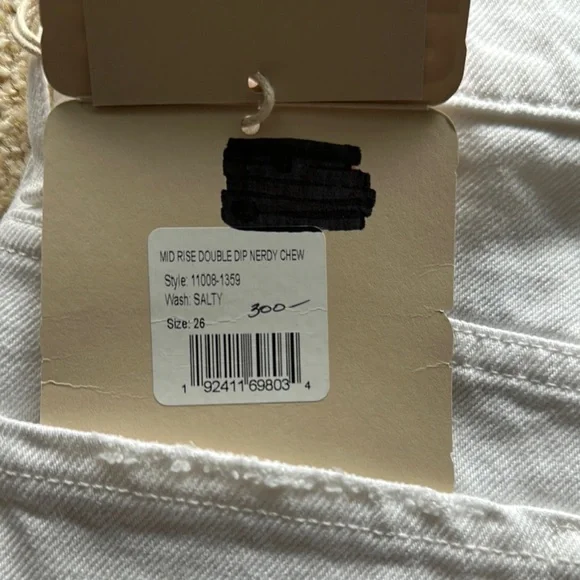 MID RISE DOUBLE DIP NERDY CHEW
Style: 11008-1359
Wash: SALTY
300—
Size: 26
1 92411 69803 4